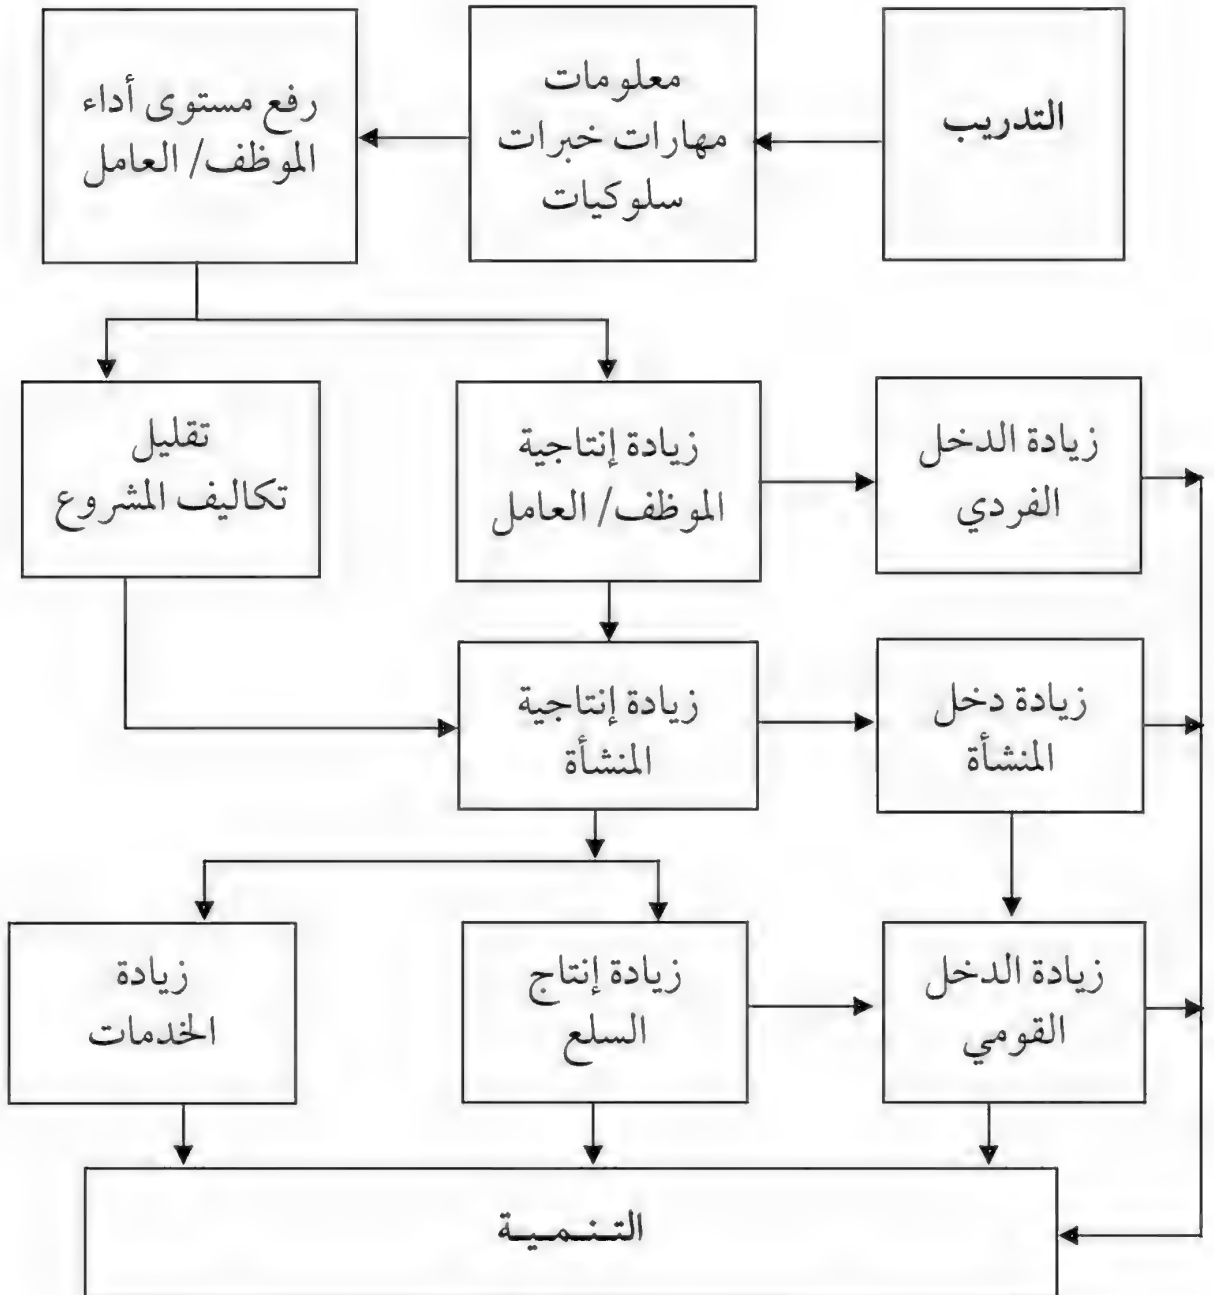 التدريب
معلومات
مهارات خبرات
سلوكيات
رفع مستوى أداء
الموظف/ العامل
زيادة الدخل
الفردي
زيادة إنتاجية
الموظف/ العامل
تقليل
تكاليف المشروع
زيادة دخل
المنشأة
زيادة إنتاجية
المنشأة
زيادة الدخل
القومي
زيادة إنتاج
السلع
زيادة
الخدمات
التـنـمـيـة